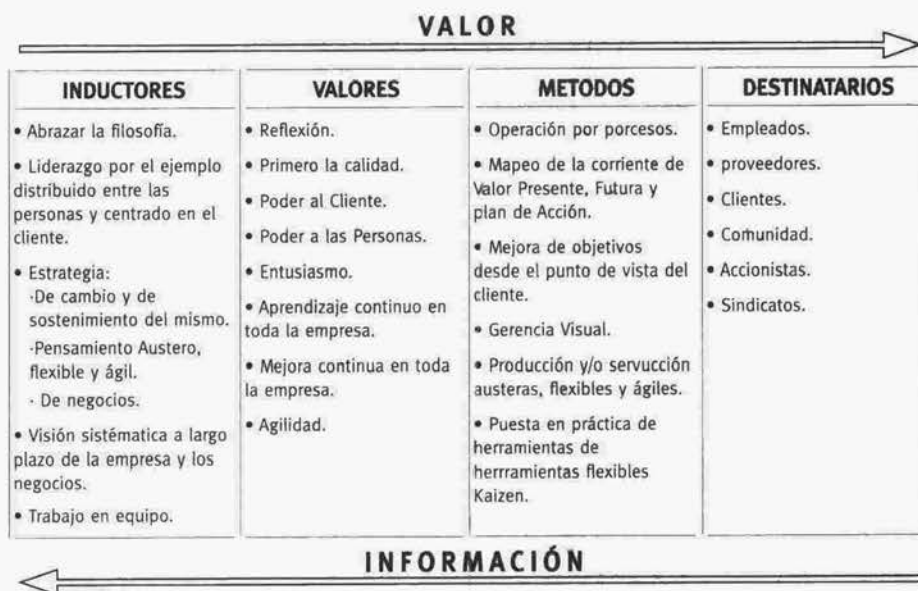 VALOR
INDUCTORES
• Abrazar la filosofía.
• Liderazgo por el ejemplo
distribuido entre las
personas y centrado en el
cliente.
• Estrategia:
·De cambio y de
sostenimiento del mismo.
·Pensamiento Austero,
flexible y ágil.
· De negocios.
• Visión sistématica a largo
plazo de la empresa y los
negocios.
• Trabajo en equipo.
VALORES
• Reflexión.
• Primero la calidad.
• Poder al Cliente.
• Poder a las Personas.
• Entusiasmo.
• Aprendizaje continuo en
toda la empresa.
• Mejora continua en toda
la empresa.
• Agilidad.
METODOS
• Operación por porcesos.
• Mapeo de la corriente de
Valor Presente, Futura y
plan de Acción.
• Mejora de objetivos
desde el punto de vista del
cliente.
• Gerencia Visual.
• Producción y/o servucción
austeras, flexibles y ágiles.
• Puesta en práctica de
herramientas de
herrramientas flexibles
Kaizen.
DESTINATARIOS
• Empleados.
• proveedores.
• Clientes.
• Comunidad.
• Accionistas.
• Sindicatos.
INFORMACIÓN